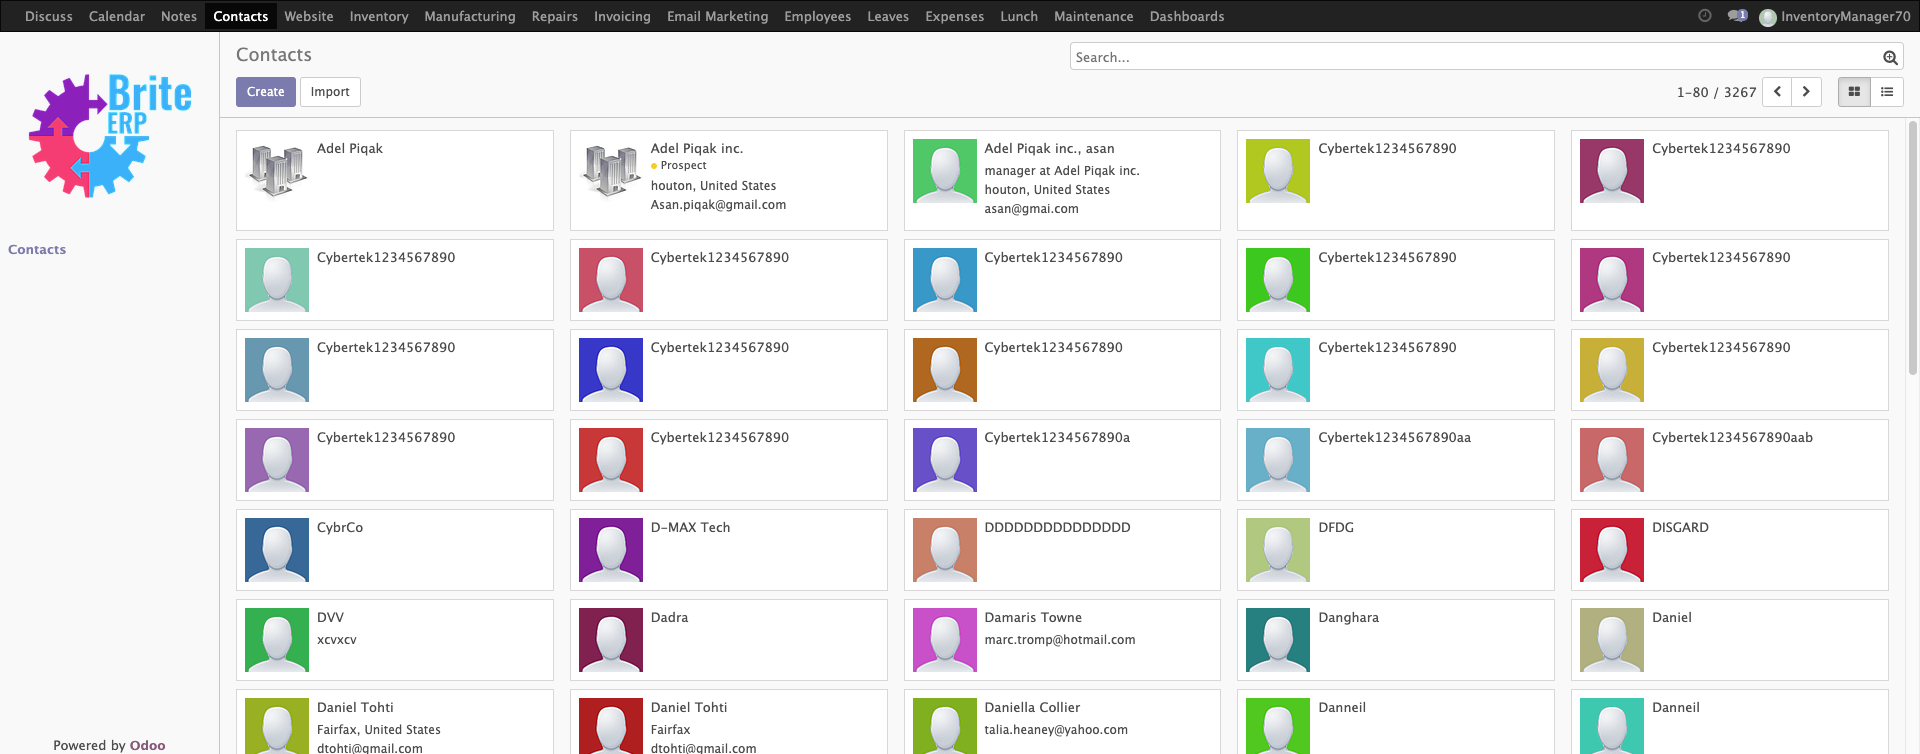 Discuss Calendar Notes Contacts Website Inventory Manufacturing Repairs Invoicing Email Marketing Employees Leaves Expenses Lunch Maintenance Dashboards 1 InventoryManager70
Brite
ERP
Contacts
Powered by Odoo
Contacts
Search...
Create Import
1-80 / 3267
Adel Piqak
Adel Piqak inc.
Prospect
houton, United States
Asan.piqak@gmail.com
Adel Piqak inc., asan
manager at Adel Piqak inc.
houton, United States
asan@gmai.com
Cybertek1234567890
Cybertek1234567890
Cybertek1234567890
Cybertek1234567890
Cybertek1234567890
Cybertek1234567890
Cybertek1234567890
Cybertek1234567890
Cybertek1234567890
Cybertek1234567890
Cybertek1234567890
Cybertek1234567890
Cybertek1234567890
Cybertek1234567890
Cybertek1234567890a
Cybertek1234567890aa
Cybertek1234567890aab
CybrCo
D-MAX Tech
DDDDDDDDDDDDDDD
DFDG
DISGARD
DVV
xcvxcv
Dadra
Damaris Towne
marc.tromp@hotmail.com
Danghara
Daniel
Daniel Tohti
Fairfax, United States
dtohti@gmail.com
Daniel Tohti
Fairfax
dtohti@gmail.com
Daniella Collier
talia.heaney@yahoo.com
Danneil
Danneil